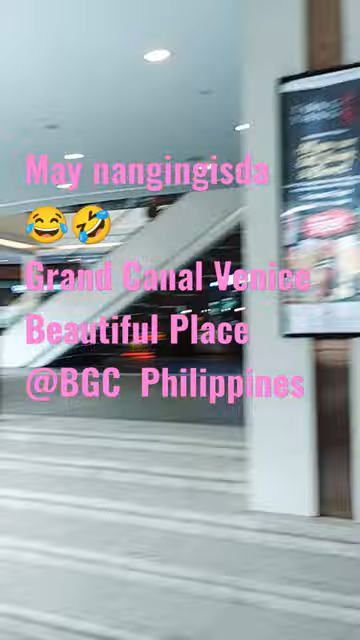 May nangingisda
😂🤣
Grand Canal Venice
Beautiful Place
@BGC  Philippines